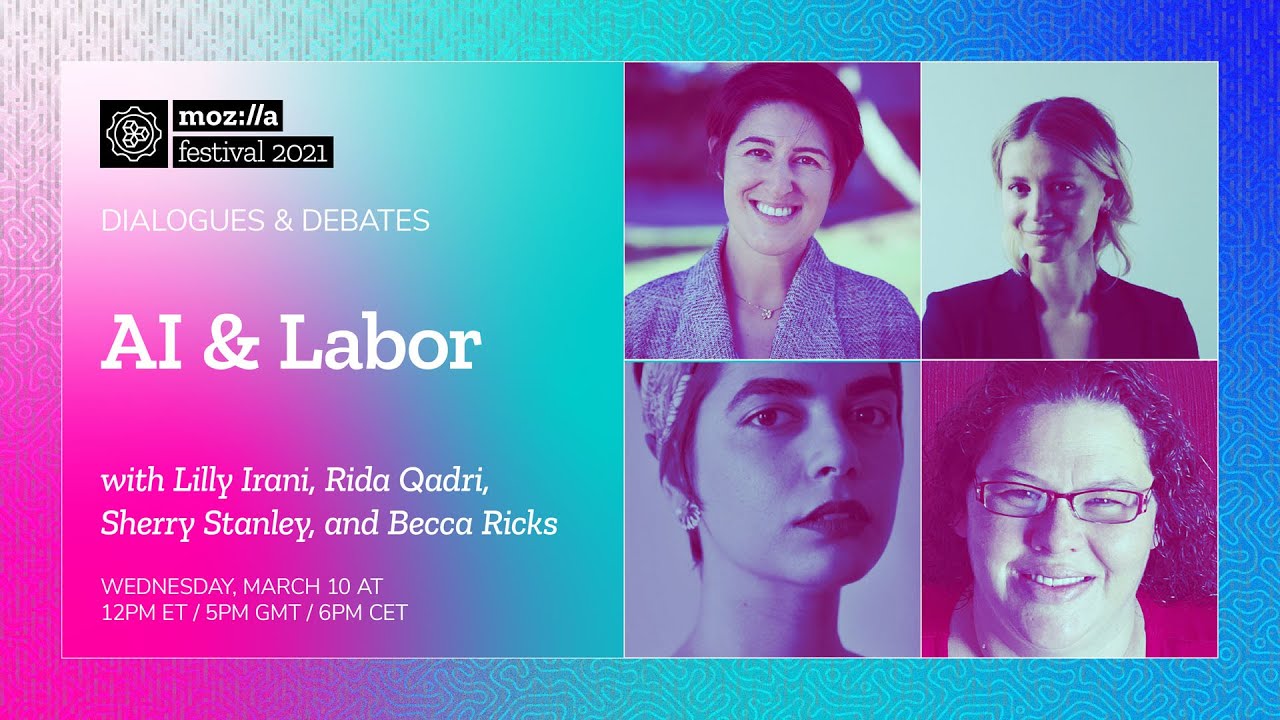 moz://a
festival 2021
DIALOGUES & DEBATES
AI & Labor
with Lilly Irani, Rida Qadri,
Sherry Stanley, and Becca Ricks
WEDNESDAY, MARCH 10 AT
12PM ET / 5PM GMT / 6PM CET